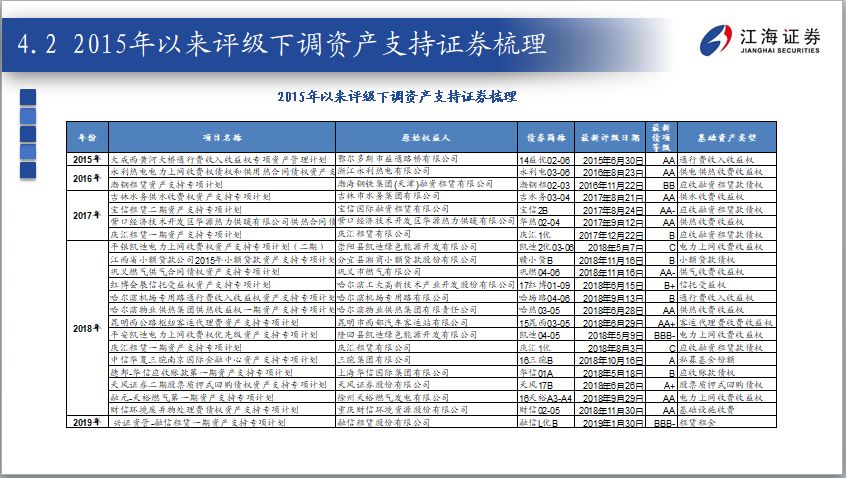 4.2 2015年以来评级下调资产支持证券梳理
江海证券
JIANGHAI SECURITIES
2015年以来评级下调资产支持证券梳理
年份 项目名称 原始权益人 债券简称 最新评级日期 最新债项等级 基础资产类型
2015年 大成西黄河大桥通行费收入收益权专项资产管理计划 鄂尔多斯市益通路桥有限公司 14益优02-06 2015年6月30日 AA 通行费收益权
2016年 永利热电电力上网收费权债权和供用热合同债权资产支 浙江永利热电有限公司 永利电03-06 2016年8月23日 AA 供电供热收费收益权
渤钢租赁资产支持专项计划 渤海钢铁集团(天津)融资租赁有限公司 渤钢租02-03 2016年11月22日 BB 应收融资租赁款债权
2017年 吉林水务供水收费权资产支持专项计划 吉林市水务集团有限公司 吉水务03-04 2017年8月21日 AA 供水收费收益权
宝信租赁二期资产支持专项计划 宝信国际融资租赁有限公司 宝信2B 2017年8月24日 AA- 应收融资租赁款债权
营口经济技术开发区华源热力供暖有限公司供热合同债 营口经济技术开发区华源热力供暖有限公司 华热02-04 2017年9月12日 AA 供热收费收益权
庆汇租赁一期资产支持专项计划 庆汇租赁有限公司 庆汇1优 2017年12月22日 B 应收融资租赁款债权
2018年 平银凯迪电力上网收费权资产支持专项计划(二期) 崇阳县凯迪绿色能源开发有限公司 凯迪2优03-06 2018年5月7日 C 电力上网收费收益权
江西省小额贷款公司2015年小额贷款资产支持专项计划 分宜县湘商小额贷款股份有限公司 赣小贷B 2018年11月16日 B 小额贷款债权
巩义燃气供气合同债权资产支持专项计划 巩义市燃气有限公司 巩燃04-06 2018年11月16日 AA- 供气收费收益权
红博会展信托受益权资产支持专项计划 哈尔滨工大高新技术产业开发股份有限公司 17红博01-09 2018年6月15日 B+ 信托受益权
哈尔滨机场专用路通行费收入收益权资产支持专项计划 哈尔滨机场专用路有限公司 哈场路04-06 2018年9月13日 B 通行费收益权
哈尔滨物业供热集团供热收益权一期资产支持专项计划 哈尔滨物业供热集团有限责任公司 哈热03-05 2018年6月28日 AA 供热收费收益权
昆明西公路枢纽客运代理费资产支持专项计划 昆明市西部汽车客运站有限公司 15昆西03-05 2018年6月29日 AA+ 客运代理费费收益权
平安凯迪电力上网收费权优先级资产支持专项计划 隆回县凯迪绿色能源开发有限公司 凯迪04-05 2018年5月9日 BBB- 电力上网收费收益权
庆汇租赁一期资产支持专项计划 庆汇租赁有限公司 庆汇1优 2018年8月3日 C 应收融资租赁款债权
中信华夏三胞南京国际金融中心资产支持专项计划 三胞集团有限公司 16三胞B 2018年10月16日 A 私募基金份额
德邦-华信应收账款第一期资产支持专项计划 上海华信国际集团有限公司 华信01A 2018年5月18日 B 应收账款债权
天风证券二期股票质押式回购债权资产支持专项计划 天风证券股份有限公司 天风17B 2018年6月26日 A+ 股票质押式回购债权
融元-天裕燃气第一期资产支持专项计划 徐州天裕燃气发电有限公司 16天裕A3-A4 2018年9月29日 AA- 电力上网收费收益权
财信环境废弃物处理费债权资产支持专项计划 重庆财信环境资源股份有限公司 财信02-05 2018年11月30日 AA 基础设施收费
2019年 兴证资管-融信租赁一期资产支持专项计划 融信租赁股份有限公司 融信1优B 2019年1月30日 BBB- 租赁租金